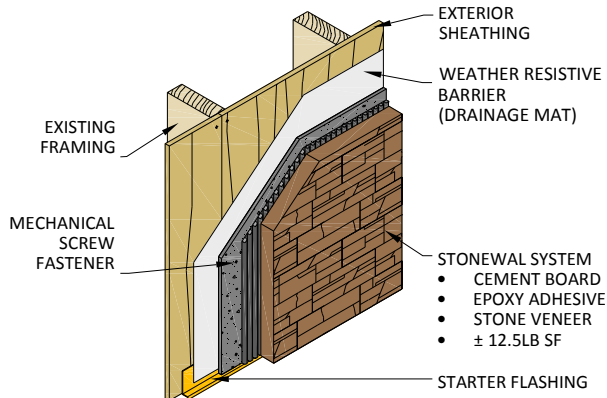 EXTERIOR
SHEATHING
WEATHER RESISTIVE
BARRIER
(DRAINAGE MAT)
EXISTING
FRAMING
MECHANICAL
SCREW
FASTENER
STONEWAL SYSTEM
• CEMENT BOARD
• EPOXY ADHESIVE
• STONE VENEER
• ± 12.5LB SF
STARTER FLASHING